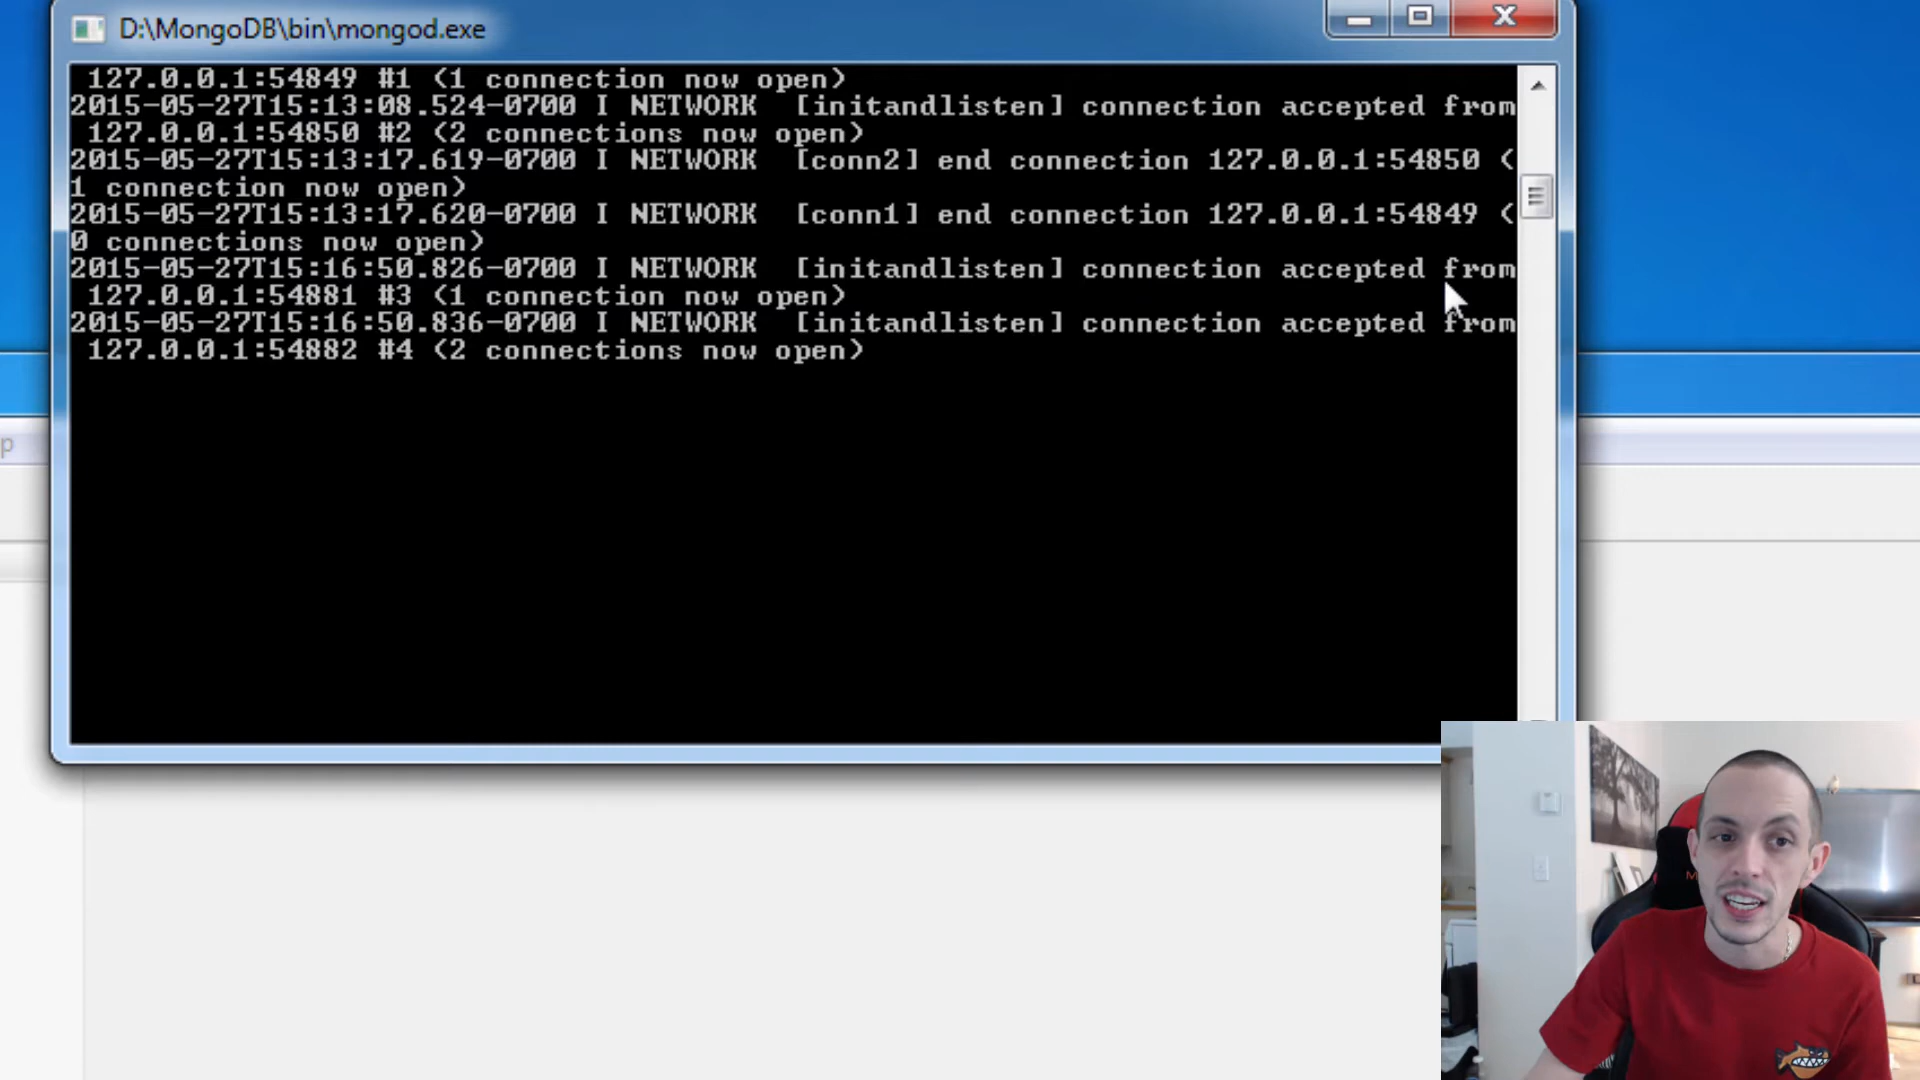 D:\MongoDB\bin\mongod.exe
127.0.0.1:54849 #1 (1 connection now open)
2015-05-27T15:13:08.524-0700 I NETWORK  [initandlisten] connection accepted from
127.0.0.1:54850 #2 (2 connections now open)
2015-05-27T15:13:17.619-0700 I NETWORK  [conn2] end connection 127.0.0.1:54850 (
1 connection now open)
2015-05-27T15:13:17.620-0700 I NETWORK  [conn1] end connection 127.0.0.1:54849 (
0 connections now open)
2015-05-27T15:16:50.826-0700 I NETWORK  [initandlisten] connection accepted from
127.0.0.1:54881 #3 (1 connection now open)
2015-05-27T15:16:50.836-0700 I NETWORK  [initandlisten] connection accepted from
127.0.0.1:54882 #4 (2 connections now open)
p